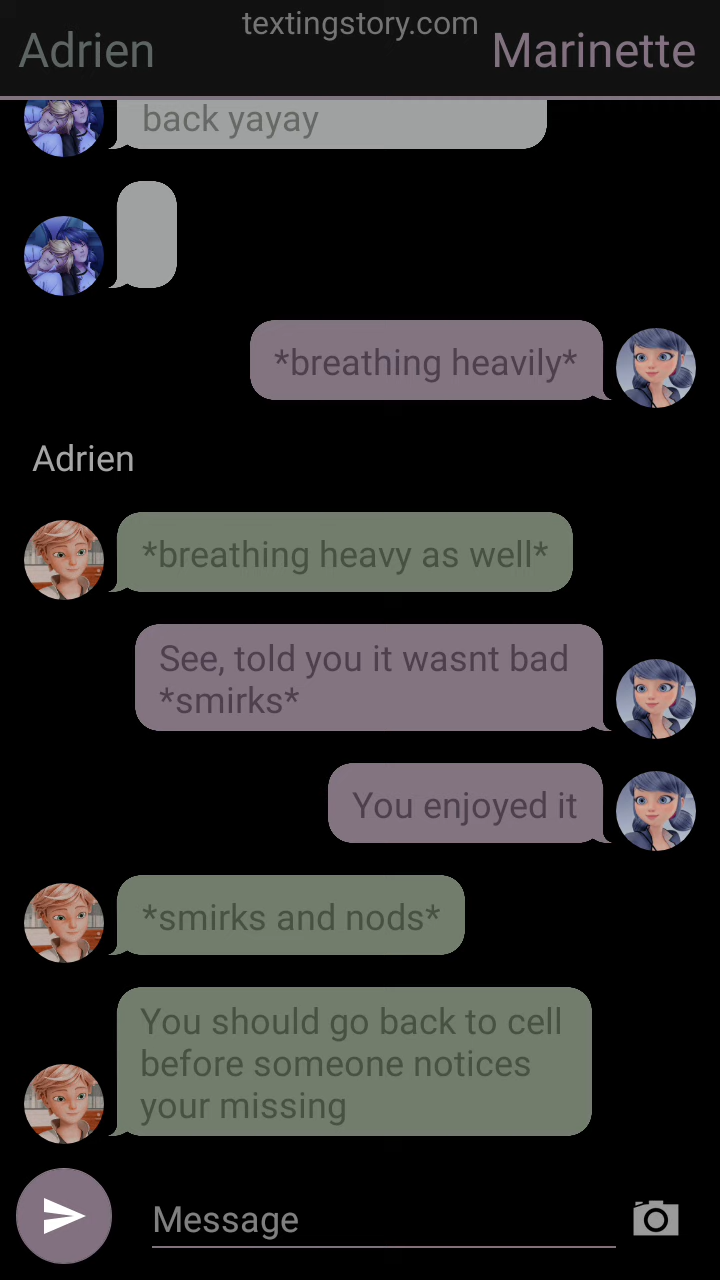 textingstory.com
Adrien
Marinette
back yayay
*breathing heavily*
Adrien
*breathing heavy as well*
See, told you it wasnt bad
*smirks*
You enjoyed it
*smirks and nods*
You should go back to cell
before someone notices
your missing
Message